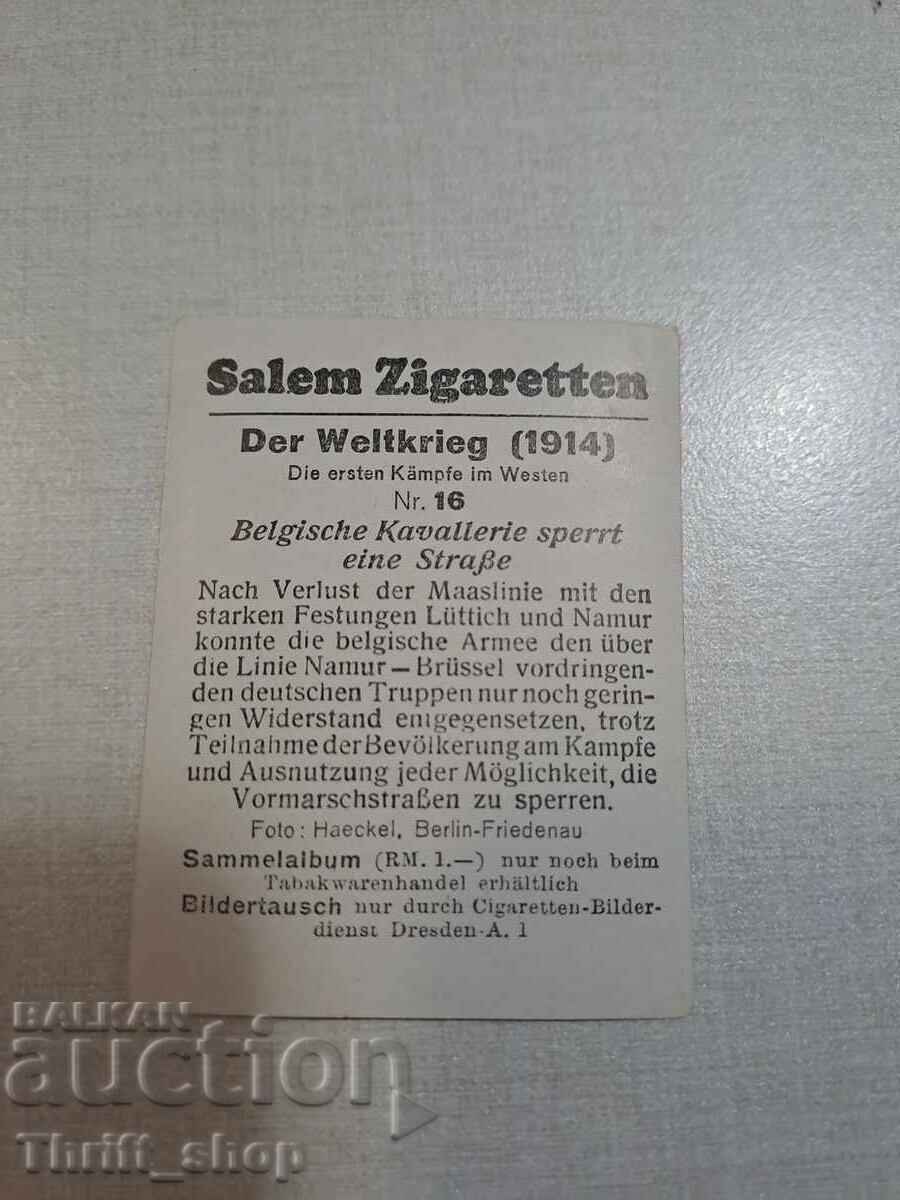 Salem Zigaretten
Der Weltkrieg (1914)
Die ersten Kämpfe im Westen
Nr. 16
Belgische Kavallerie sperrt
eine Straße
Nach Verlust der Maaslinie mit den
starken Festungen Lüttich und Namur
konnte die belgische Armee den über
die Linie Namur — Brüssel vordringen-
den deutschen Truppen nur noch gerin-
gen Widerstand entgegensetzen, trotz
Teilnahme der Bevölkerung am Kampfe
und Ausnutzung jeder Möglichkeit, die
Vormarschstraßen zu sperren.
Foto: Haeckel, Berlin-Friedenau
Sammelalbum (RM. 1.—) nur noch beim
Tabakwarenhandel erhältlich
Bildertausch nur durch Cigaretten-Bilder-
dienst Dresden-A. 1
BALKAN
auction
Thrift_shop